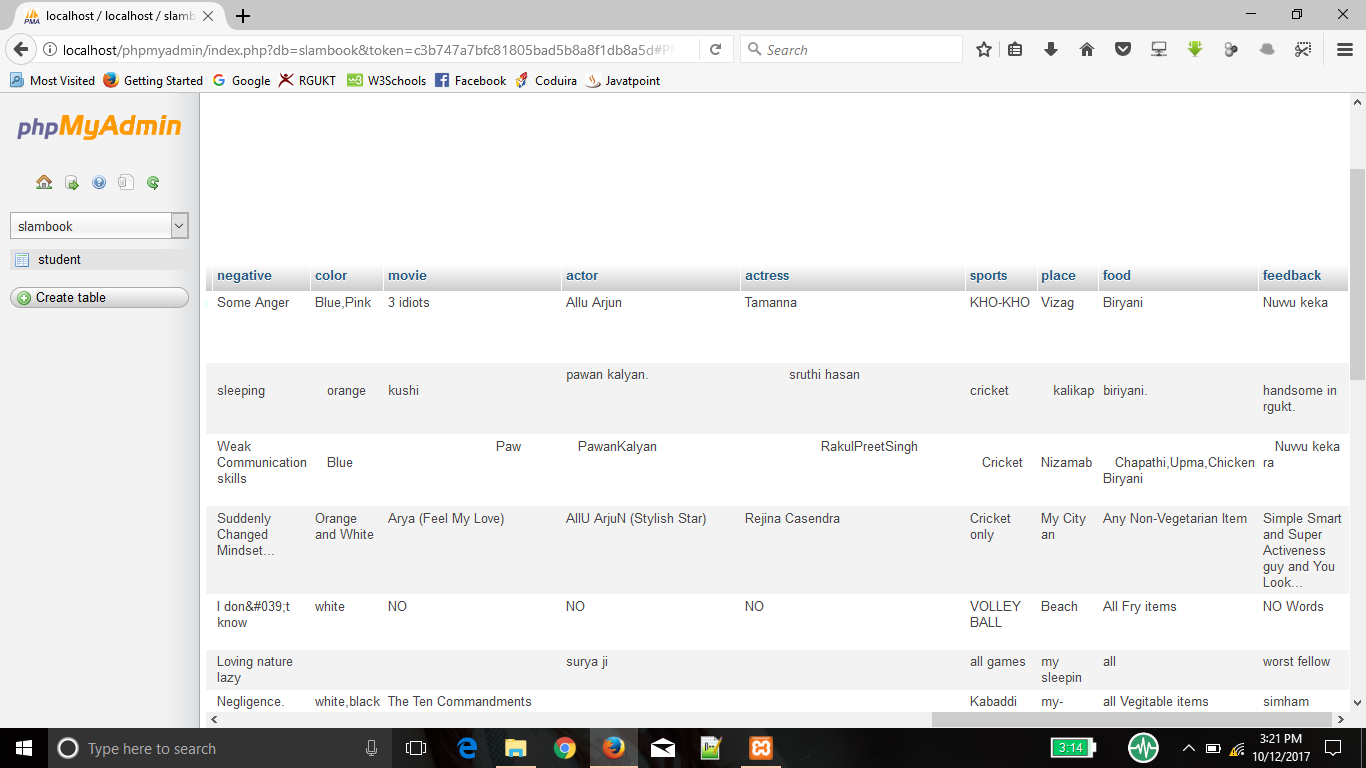 localhost / localhost / slamb
localhost/phpmyadmin/index.php?db=slambook&token=c3b747a7bfc81805bad5b8a8f1db8a5d#P
Search
Most Visited Getting Started Google RGUKT W3Schools Facebook Coduira Javatpoint
phpMyAdmin
slambook
student
Create table
negative color movie actor actress sports place food feedback
Some Anger Blue,Pink 3 idiots Allu Arjun Tamanna KHO-KHO Vizag Biryani Nuvvu keka
pawan kalyan. sruthi hasan
sleeping orange kushi cricket kalikap biriyani. handsome in
rgukt.
Weak Paw PawanKalyan RakulPreetSingh Nuvvu keka
Communication Blue Cricket Nizamab Chapathi,Upma,Chicken ra
skills Biryani
Suddenly Orange Arya (Feel My Love) AllU ArjuN (Stylish Star) Rejina Casendra Cricket My City Any Non-Vegetarian Item Simple Smart
Changed and White only an and Super
Mindset... Activeness
guy and You
Look...
I don&#039;t white NO NO NO VOLLEY Beach All Fry items NO Words
know BALL
Loving nature surya ji all games my all worst fellow
lazy sleepin
Negligence. white,black The Ten Commandments Kabaddi my- all Vegitable items simham
Type here to search
3:14
3:21 PM
10/12/2017